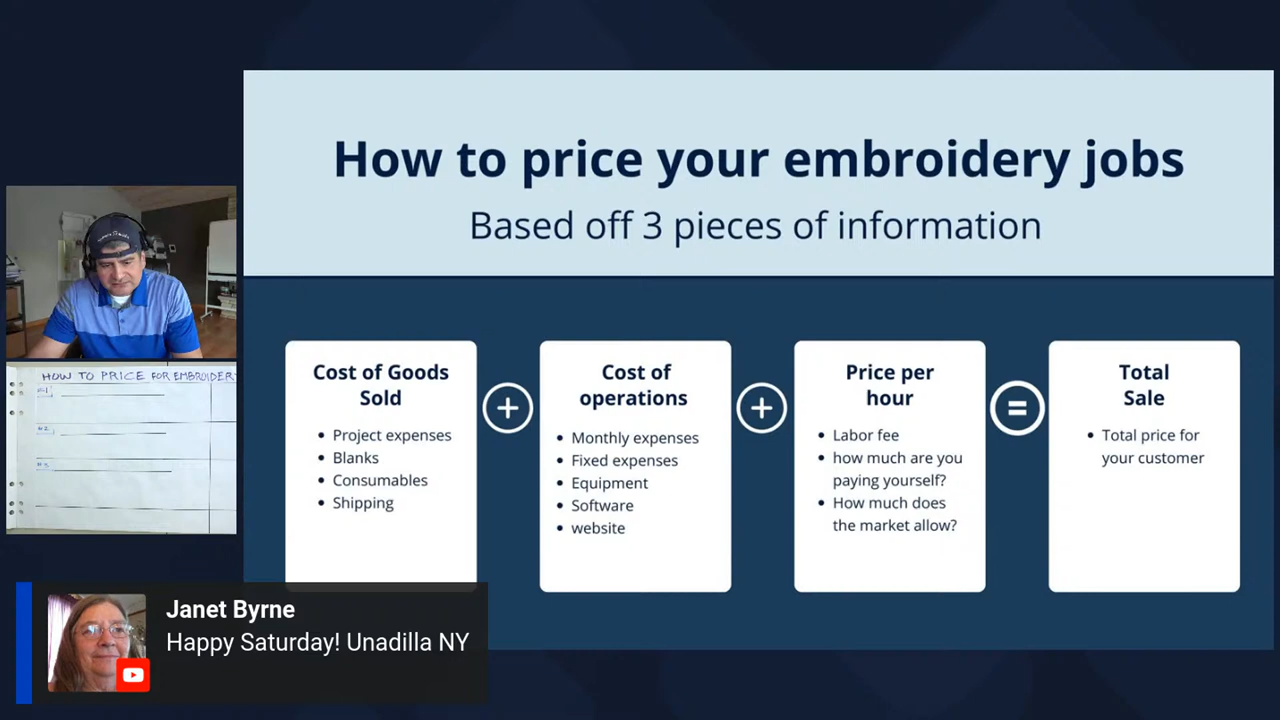 How to price your embroidery jobs
Based off 3 pieces of information
HOW TO PRICE FOR EMBROIDER
Cost of Goods
Sold
• Project expenses
• Blanks
• Consumables
• Shipping
+
Cost of
operations
• Monthly expenses
• Fixed expenses
• Equipment
• Software
• website
+
Price per
hour
• Labor fee
• how much are you
paying yourself?
• How much does
the market allow?
=
Total
Sale
• Total price for
your customer
Janet Byrne
Happy Saturday! Unadilla NY